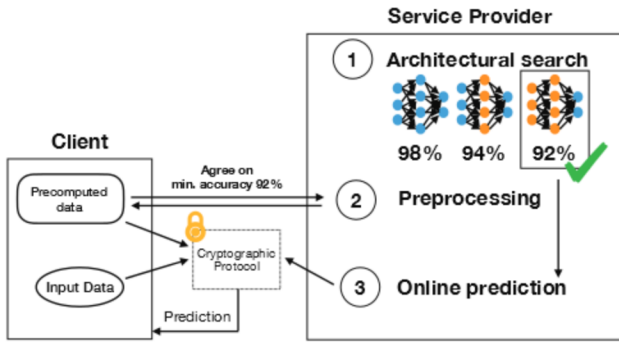 Service Provider
1
Architectural search
98%
94%
92%
Client
Precomputed
data
Agree on
min. accuracy 92%
2
Preprocessing
Cryptographic
Protocol
Input Data
3
Online prediction
Prediction